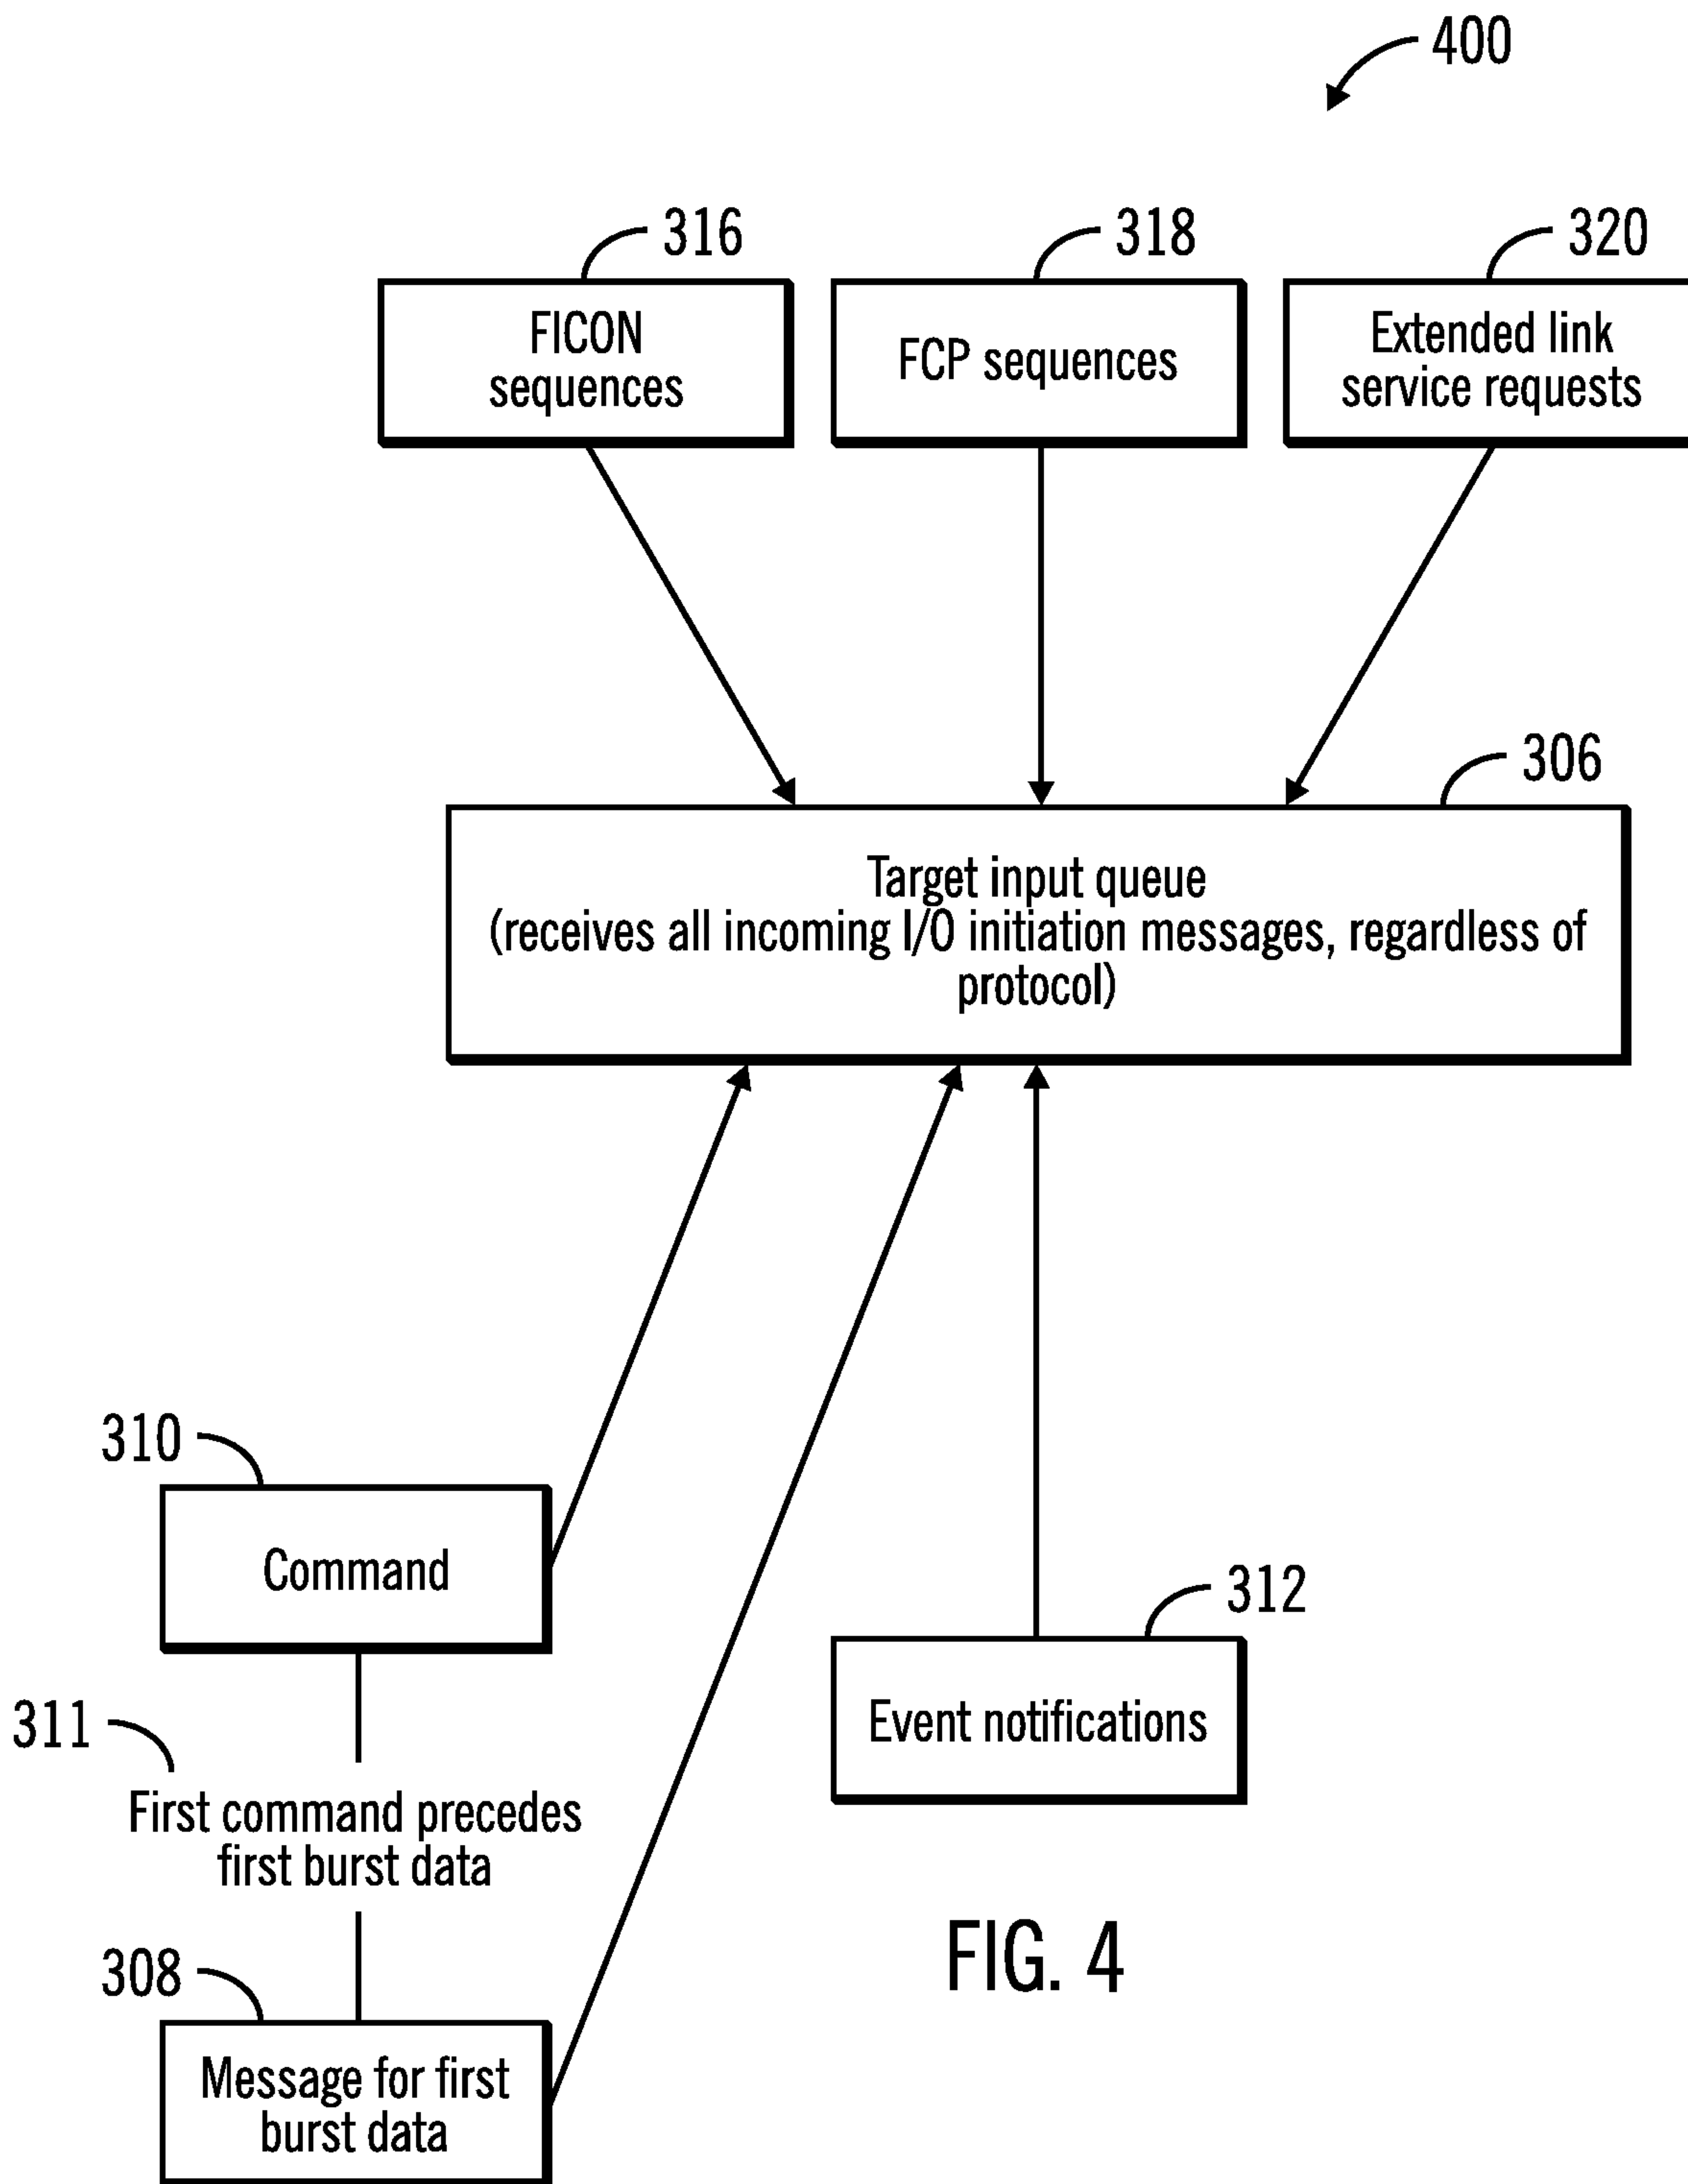 400
316
318
320
FICON
sequences
FCP sequences
Extended link
service requests
306
Target input queue
(receives all incoming I/O initiation messages, regardless of
protocol)
310
Command
312
Event notifications
311
First command precedes
first burst data
308
Message for first
burst data
FIG. 4